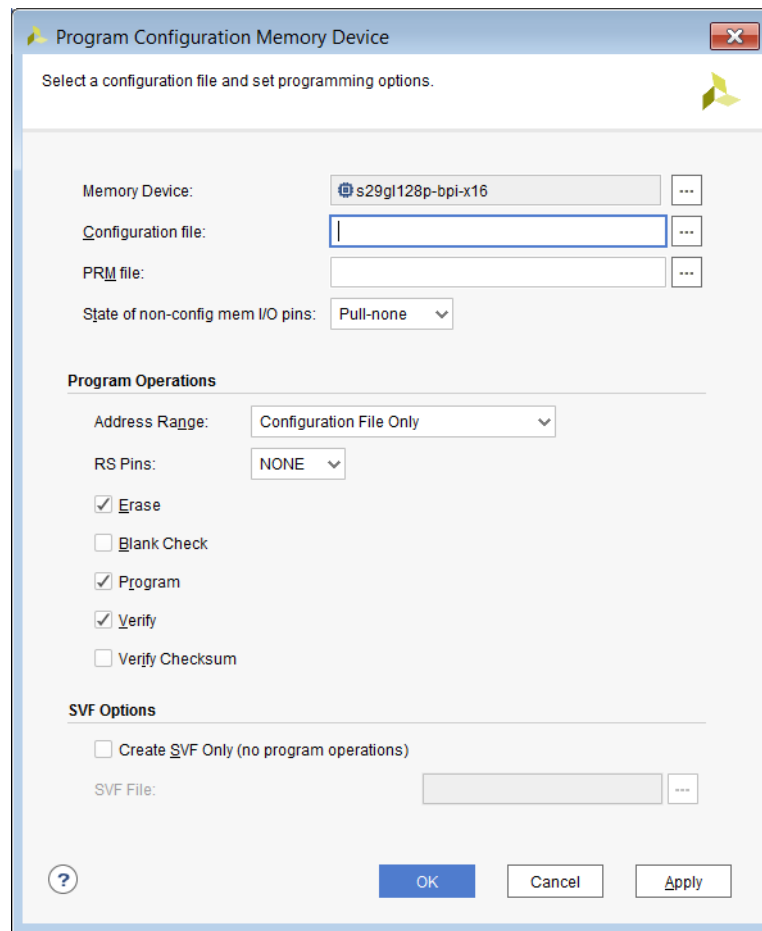 Program Configuration Memory Device
Select a configuration file and set programming options.
Memory Device: s29gl128p-bpi-x16 ...
Configuration file: ...
PRM file: ...
State of non-config mem I/O pins: Pull-none
Program Operations
Address Range: Configuration File Only
RS Pins: NONE
Erase
Blank Check
Program
Verify
Verify Checksum
SVF Options
Create SVF Only (no program operations)
SVF File: ...
? OK Cancel Apply